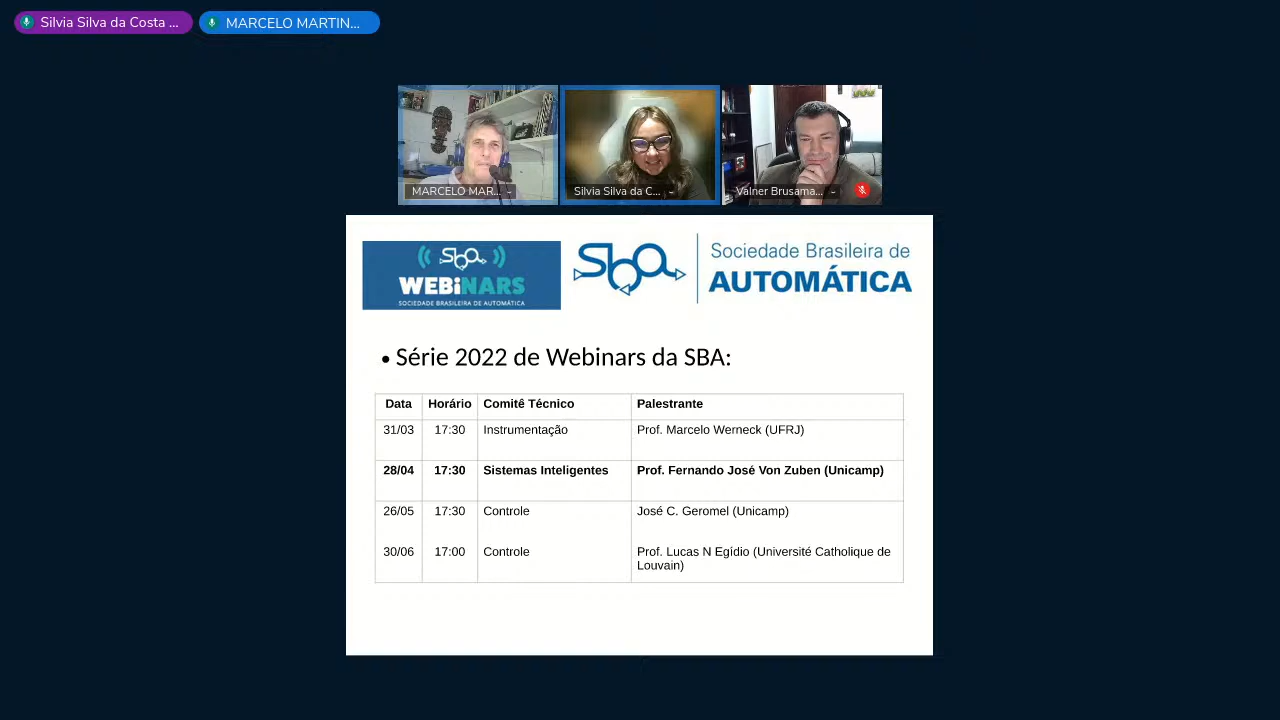 Silvia Silva da Costa ...
MARCELO MARTIN...
MARCELO MAR...
Silvia Silva da C...
Valner Brusama...
sba
WEBiNARS
SOCIEDADE BRASILEIRA DE AUTOMÁTICA
sba
Sociedade Brasileira de
AUTOMÁTICA
• Série 2022 de Webinars da SBA:
Data Horário Comitê Técnico Palestrante
31/03 17:30 Instrumentação Prof. Marcelo Werneck (UFRJ)
28/04 17:30 Sistemas Inteligentes Prof. Fernando José Von Zuben (Unicamp)
26/05 17:30 Controle José C. Geromel (Unicamp)
30/06 17:00 Controle Prof. Lucas N Egídio (Université Catholique de
Louvain)